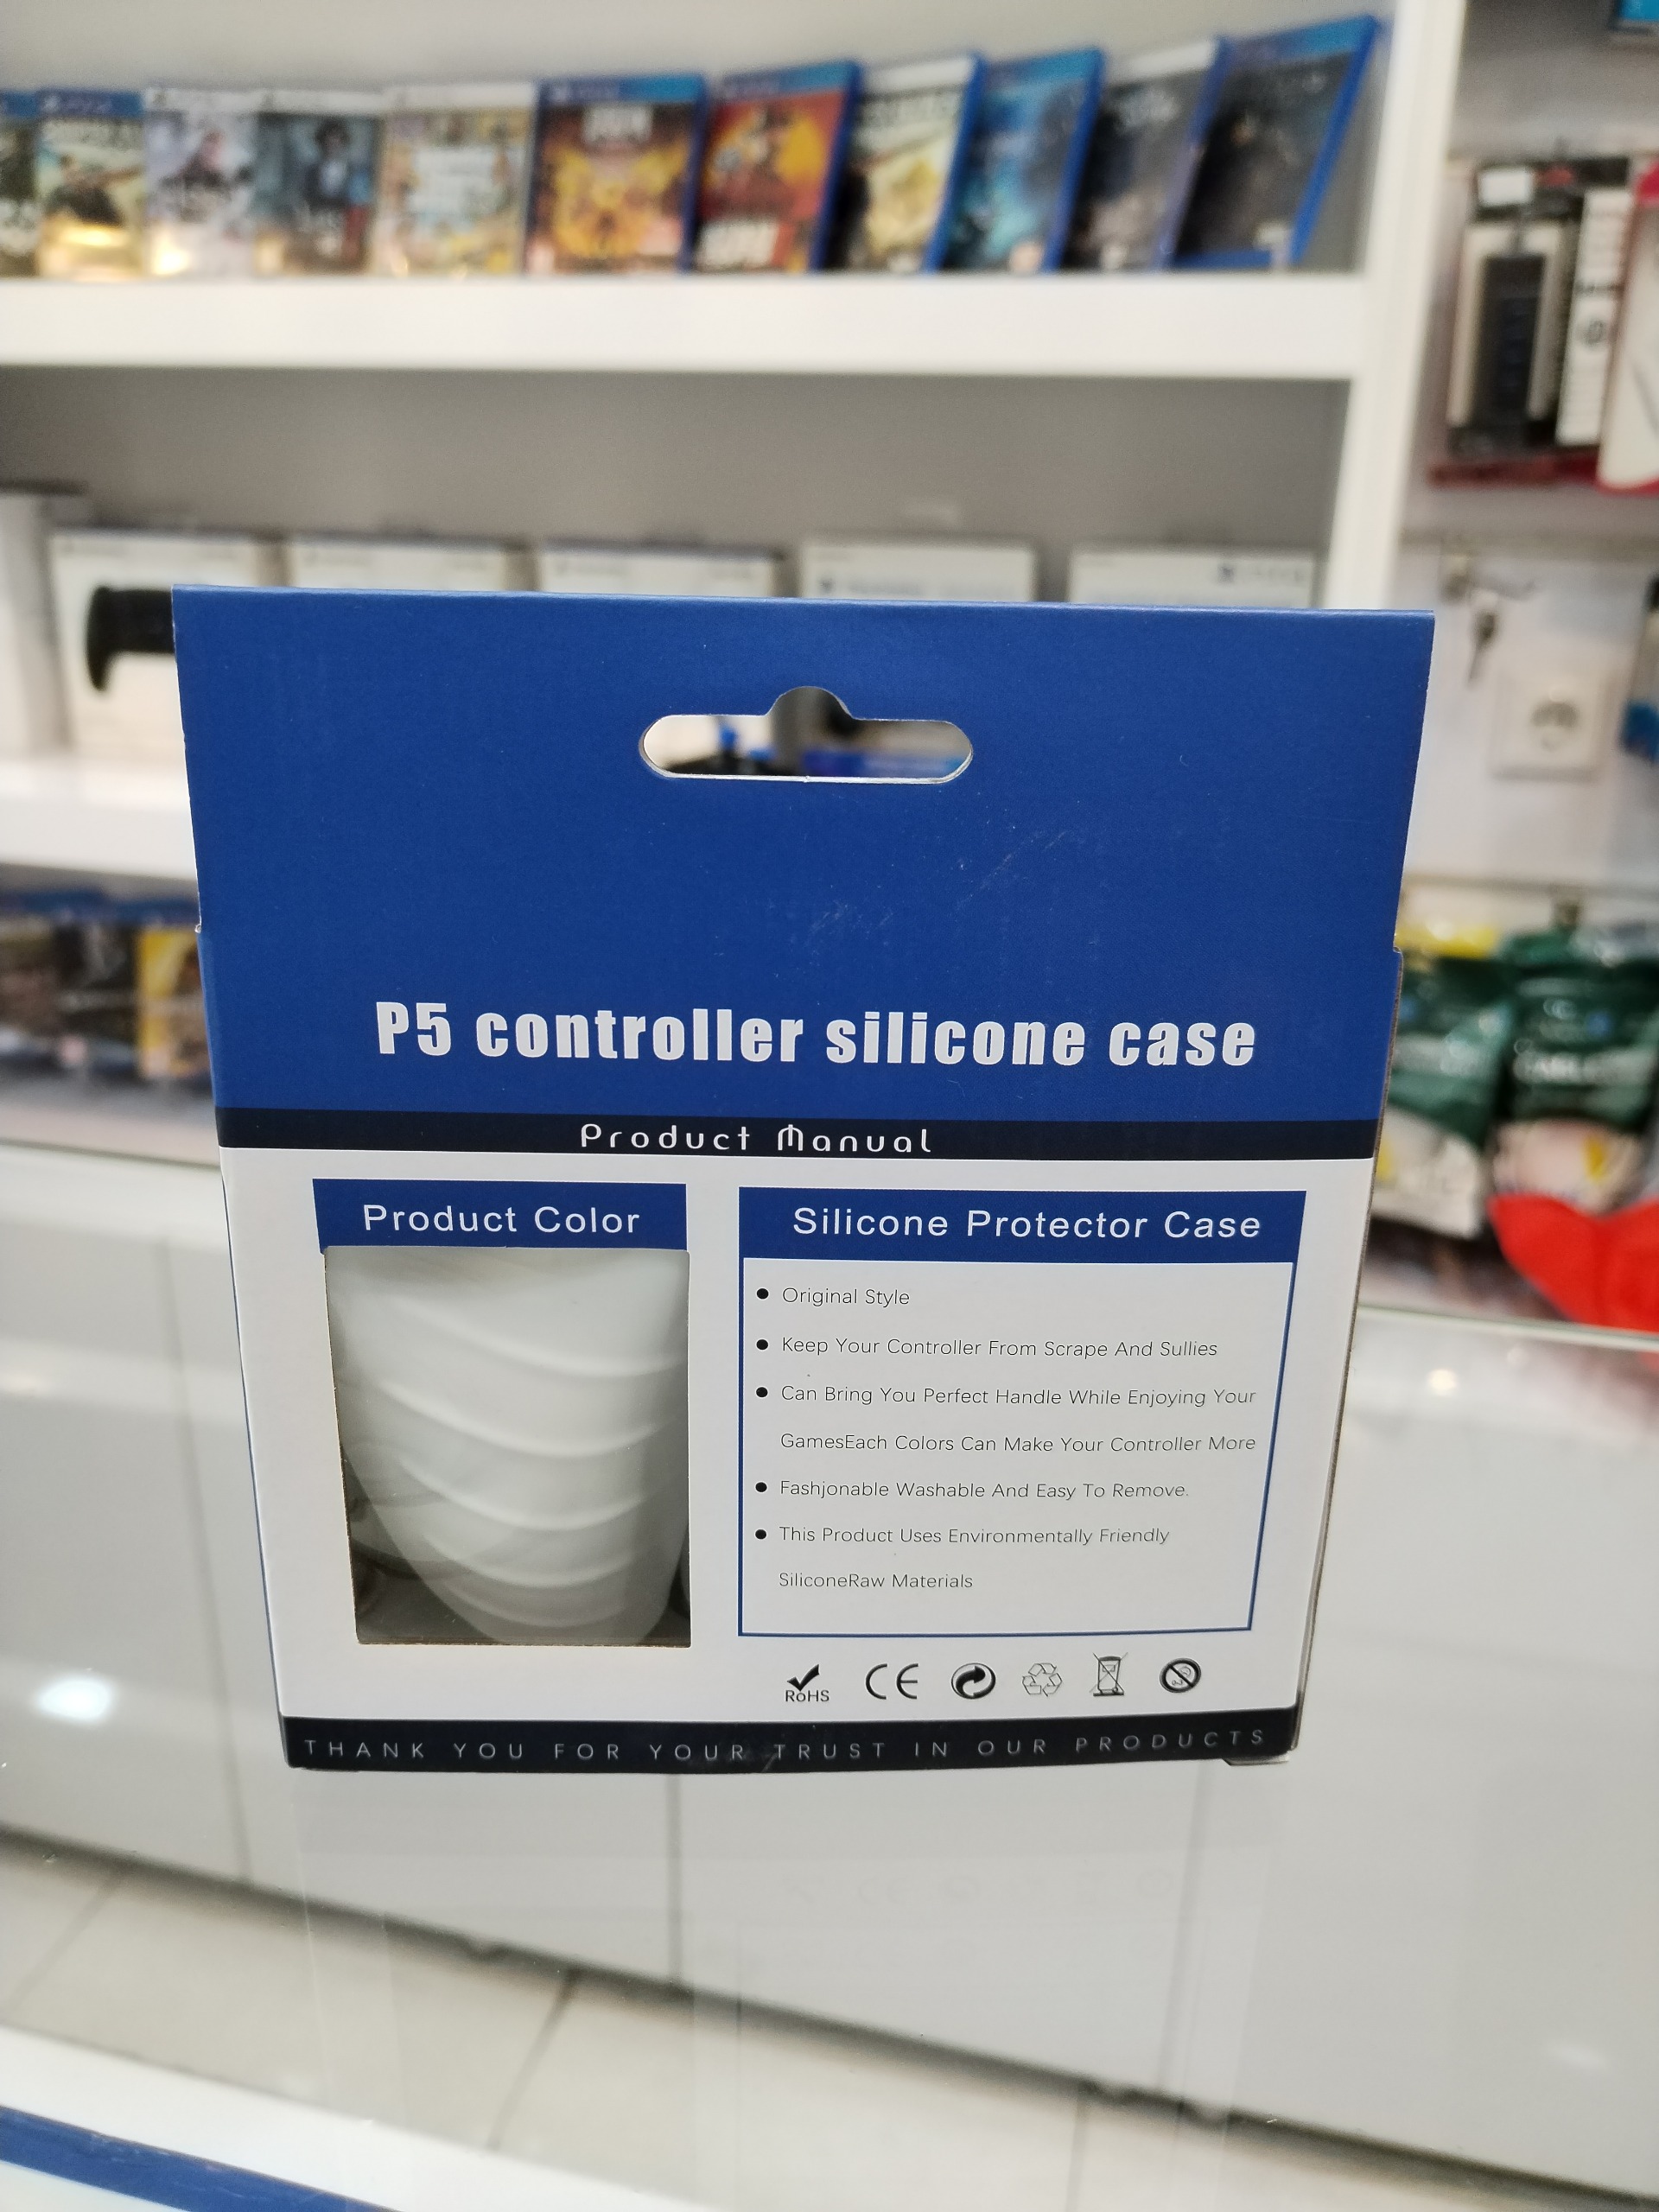 P5 controller silicone case
Product Manual
Product Color
Silicone Protector Case
Original Style
Keep Your Controller From Scrape And Sullies
Can Bring You Perfect Handle While Enjoying Your
GamesEach Colors Can Make Your Controller More
Fashjonable Washable And Easy To Remove.
This Product Uses Environmentally Friendly
SiliconeRaw Materials
RoHS
CE
THANK YOU FOR YOUR TRUST IN OUR PRODUCTS